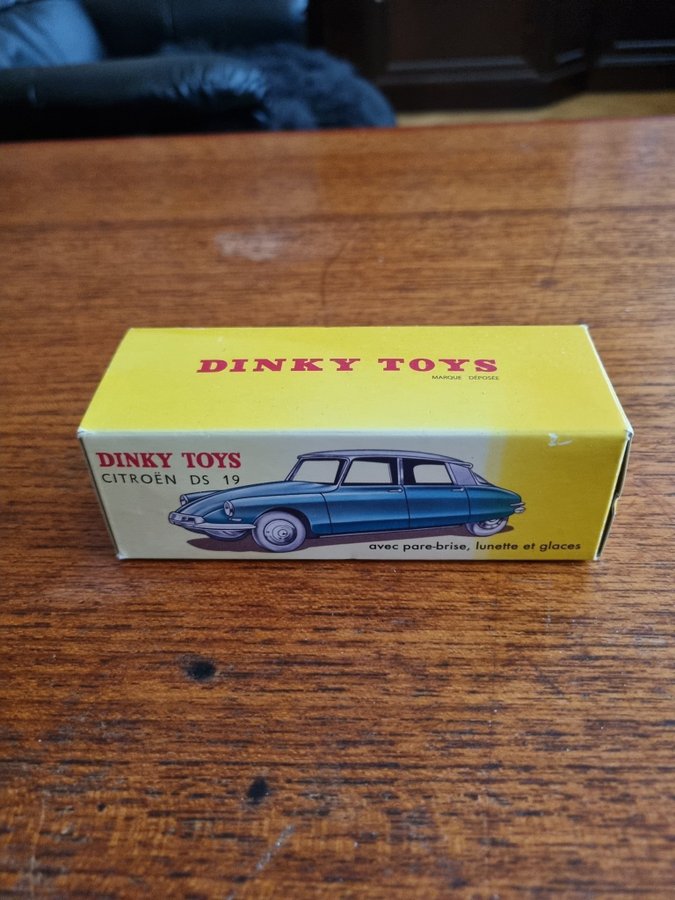 DINKY TOYS
MARQUE DÉPOSÉE
DINKY TOYS
CITROËN DS 19
avec pare-brise, lunette et glaces